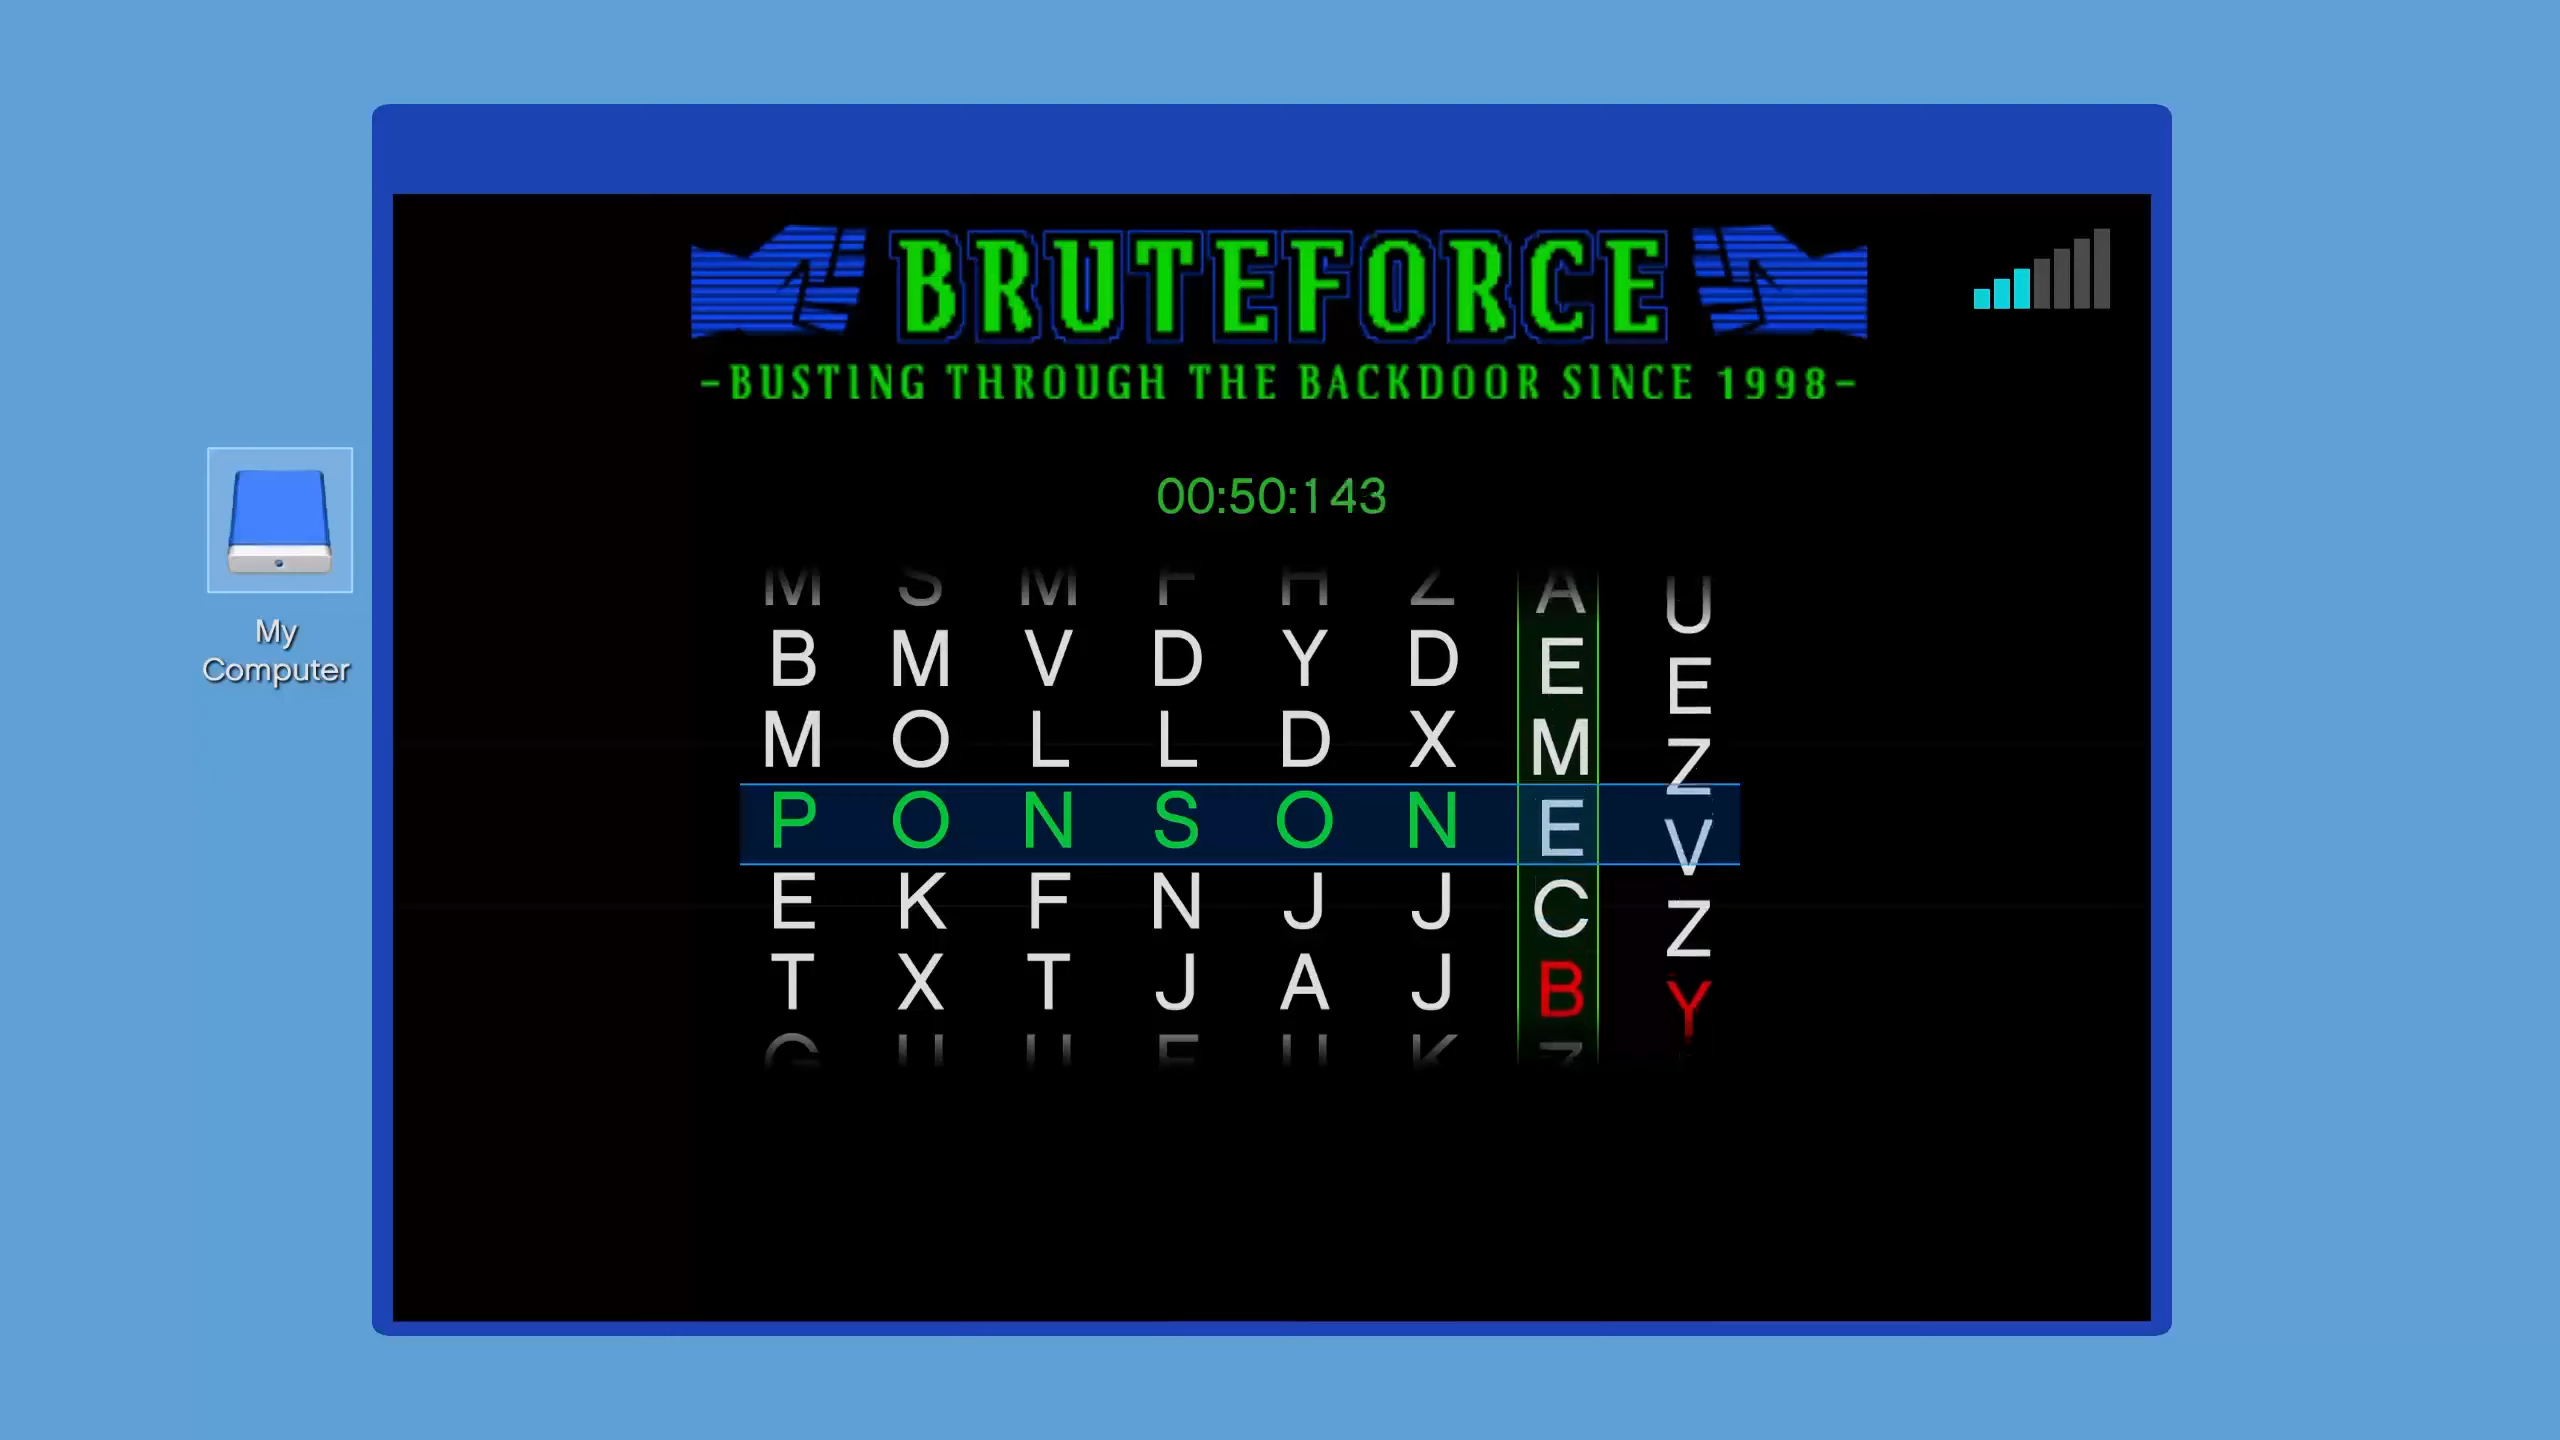 BRUTEFORCE
-BUSTING THROUGH THE BACKDOOR SINCE 1998-
My
Computer
00:50:143
M S M F H Z A U
B M V D Y D E E
M O L L D X M Z
P O N S O N E V
E K F N J J C Z
T X T J A J B Y